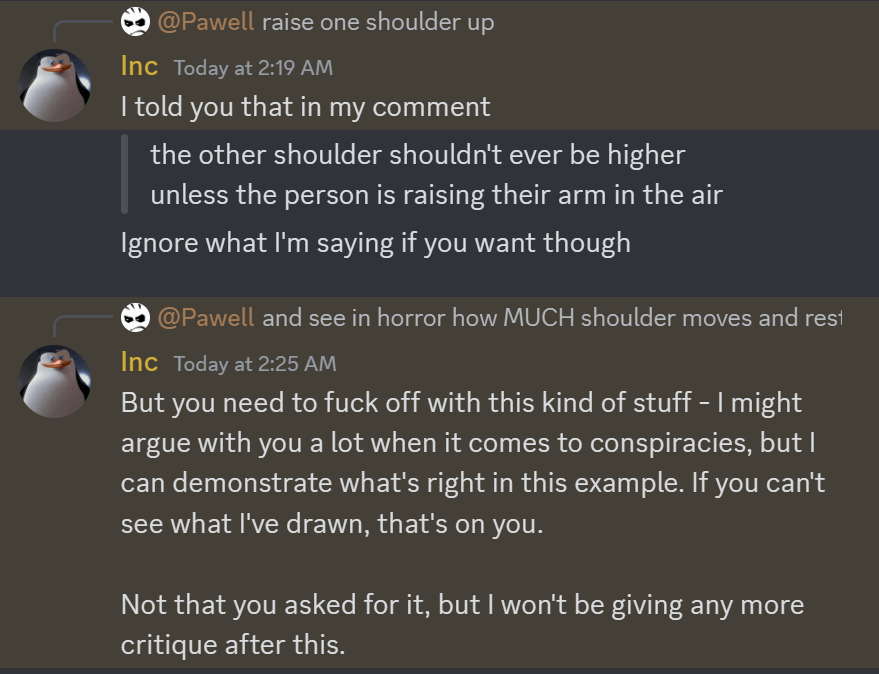 @Pawell raise one shoulder up
Inc Today at 2:19 AM
I told you that in my comment
the other shoulder shouldn't ever be higher
unless the person is raising their arm in the air
Ignore what I'm saying if you want though
@Pawell and see in horror how MUCH shoulder moves and rest
Inc Today at 2:25 AM
But you need to fuck off with this kind of stuff - I might
argue with you a lot when it comes to conspiracies, but I
can demonstrate what's right in this example. If you can't
see what I've drawn, that's on you.
Not that you asked for it, but I won't be giving any more
critique after this.